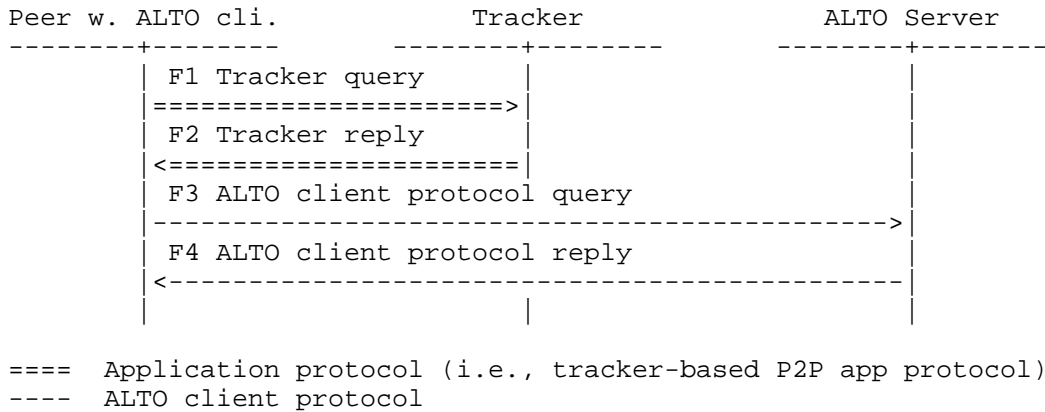 Peer w. ALTO cli.            Tracker               ALTO Server
--------+--------       --------+--------       --------+--------
        | F1 Tracker query      |                       |
        |======================>|                       |
        | F2 Tracker reply      |                       |
        |<======================|                       |
        | F3 ALTO client protocol query                 |
        |---------------------------------------------->|
        | F4 ALTO client protocol reply                 |
        |<----------------------------------------------|
        |                       |                       |
====  Application protocol (i.e., tracker-based P2P app protocol)
----  ALTO client protocol